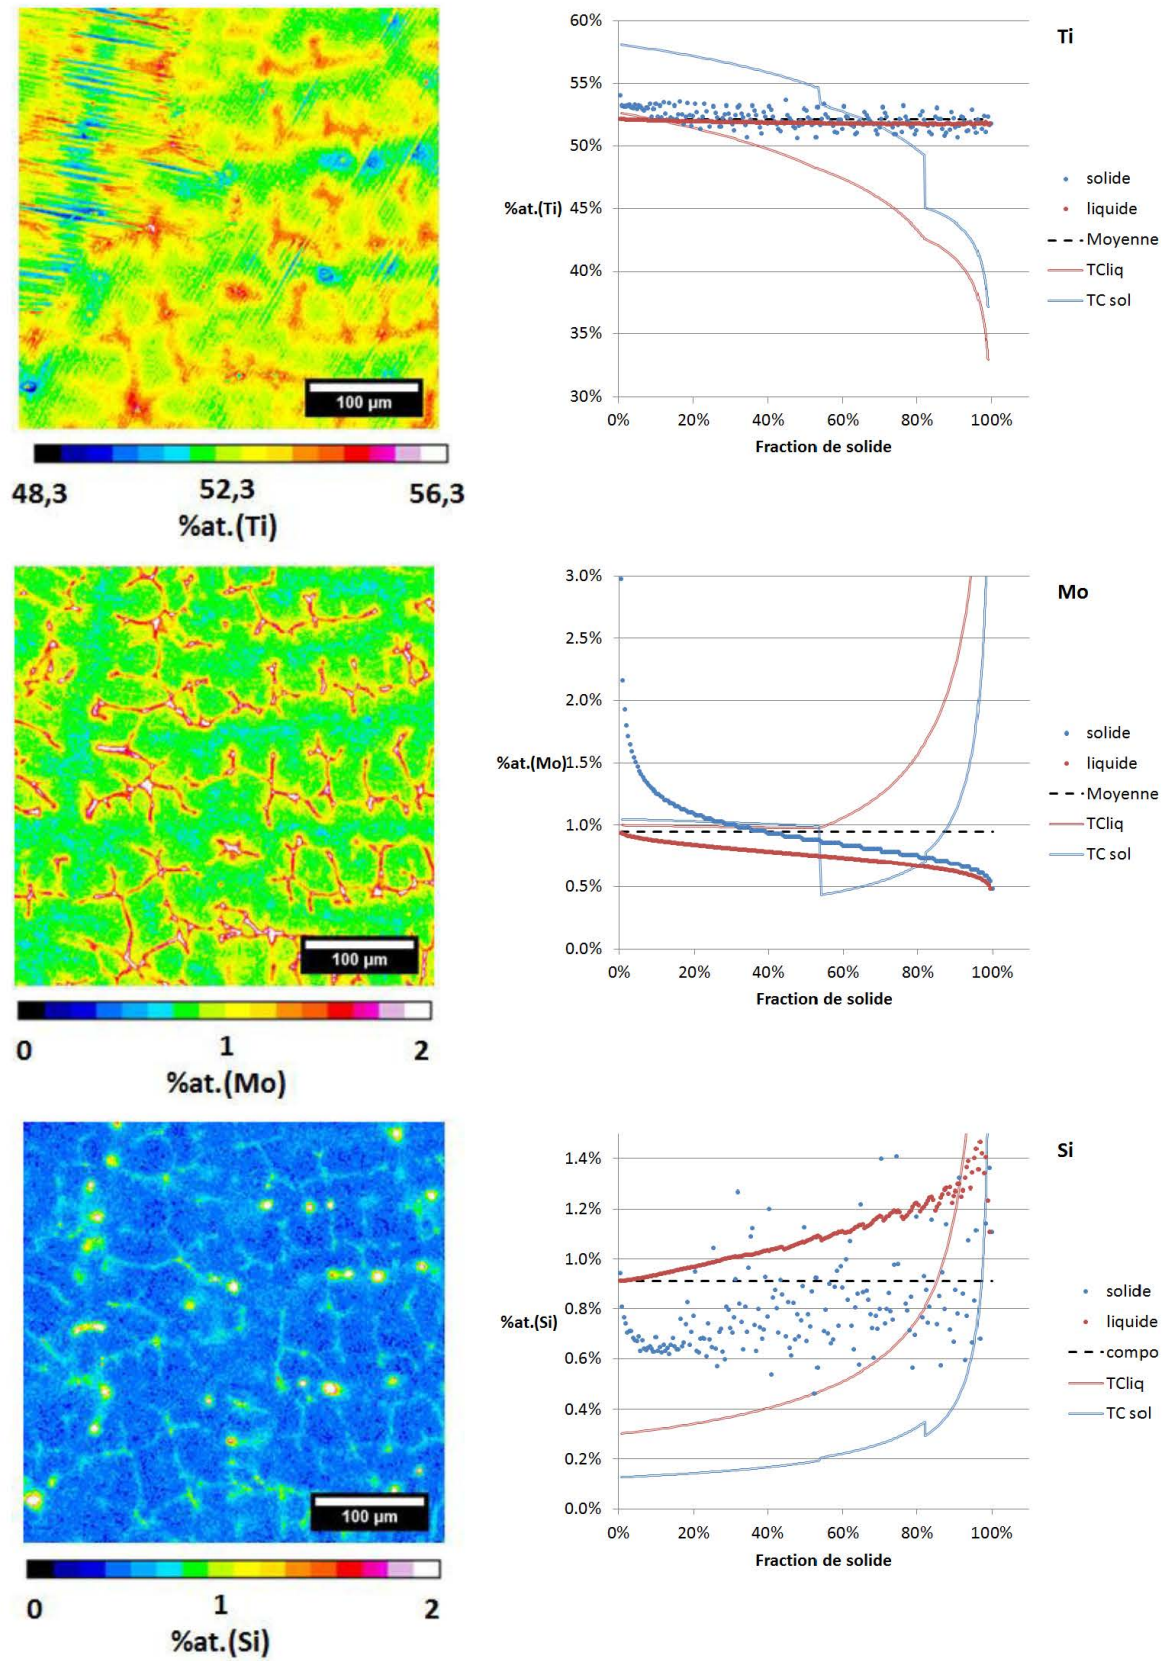 100 µm
48,3 52,3 56,3
%at.(Ti)
Ti
60%
55%
50%
45%
40%
35%
30%
%at.(Ti)
0% 20% 40% 60% 80% 100%
Fraction de solide
solide
liquide
Moyenne
TCliq
TC sol
100 µm
0 1 2
%at.(Mo)
Mo
3.0%
2.5%
2.0%
1.5%
1.0%
0.5%
0.0%
%at.(Mo)
0% 20% 40% 60% 80% 100%
Fraction de solide
solide
liquide
Moyenne
TCliq
TC sol
100 µm
0 1 2
%at.(Si)
Si
1.4%
1.2%
1.0%
0.8%
0.6%
0.4%
0.2%
0.0%
%at.(Si)
0% 20% 40% 60% 80% 100%
Fraction de solide
solide
liquide
compo
TCliq
TC sol